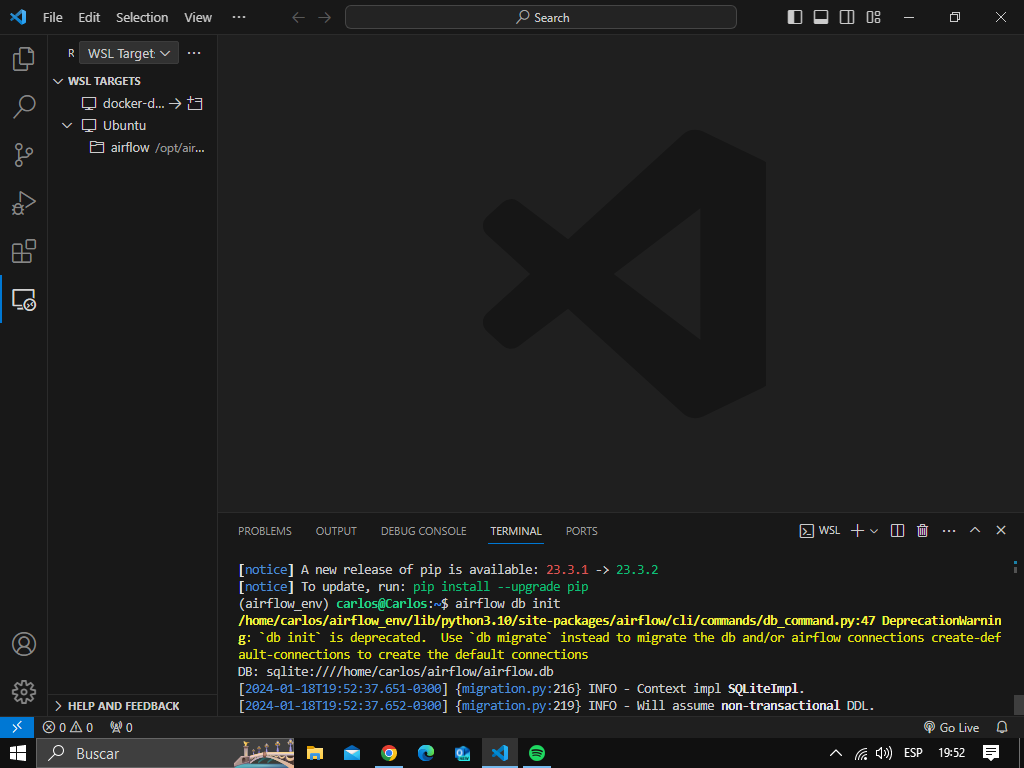 File Edit Selection View ··· Search
R WSL Target: ···
WSL TARGETS
docker-d...
Ubuntu
airflow /opt/air...
PROBLEMS OUTPUT DEBUG CONSOLE TERMINAL PORTS WSL ···
[notice] A new release of pip is available: 23.3.1 -> 23.3.2
[notice] To update, run: pip install --upgrade pip
(airflow_env) carlos@Carlos:~$ airflow db init
/home/carlos/airflow_env/lib/python3.10/site-packages/airflow/cli/commands/db_command.py:47 DeprecationWarnin
g: `db init` is deprecated.  Use `db migrate` instead to migrate the db and/or airflow connections create-def
ault-connections to create the default connections
DB: sqlite:////home/carlos/airflow/airflow.db
[2024-01-18T19:52:37.651-0300] {migration.py:216} INFO - Context impl SQLiteImpl.
[2024-01-18T19:52:37.652-0300] {migration.py:219} INFO - Will assume non-transactional DDL.
HELP AND FEEDBACK
0 0 0 Go Live
Buscar ESP 19:52